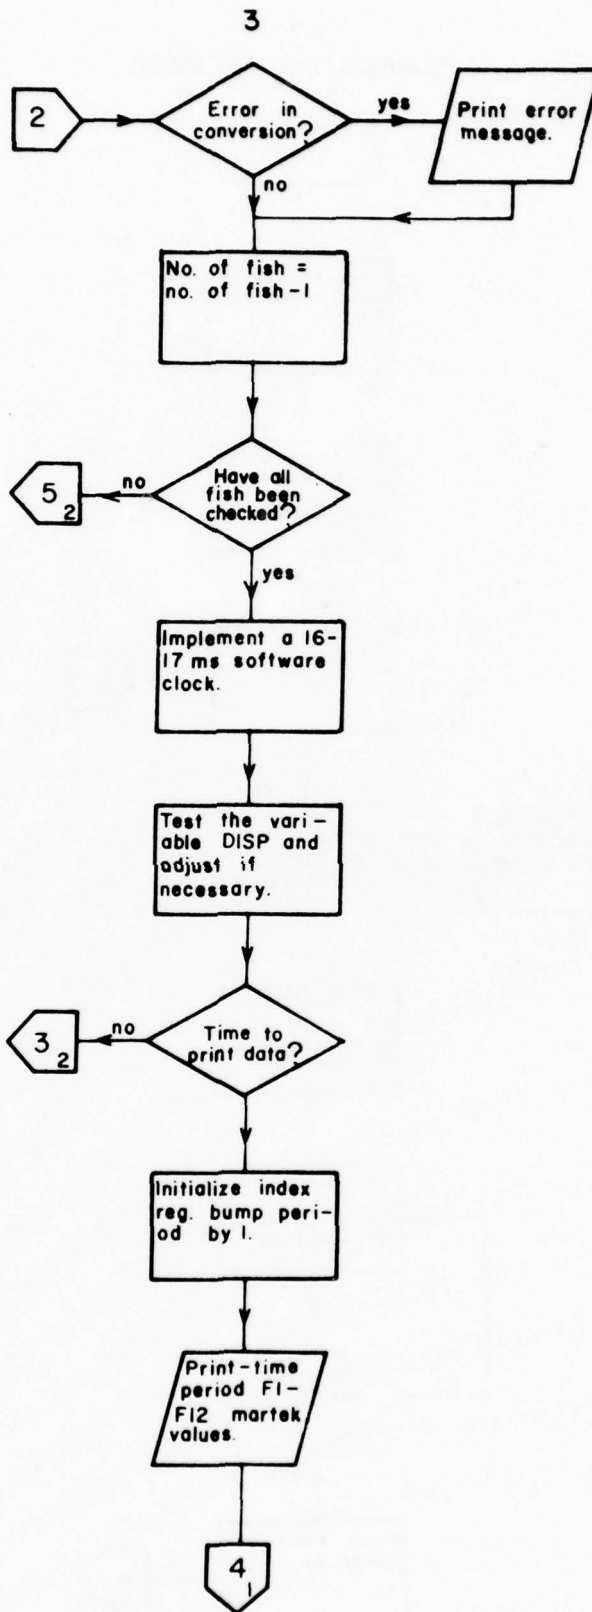 3
2
Error in
conversion?
yes
Print error
message.
no
No. of fish =
no. of fish-1
Have all
fish been
checked?
no
5 2
yes
Implement a 16-
17 ms software
clock.
Test the vari-
able DISP and
adjust if
necessary.
Time to
print data?
no
3 2
Initialize index
reg. bump peri-
od by 1.
Print-time
period F1-
F12 martek
values.
4 1